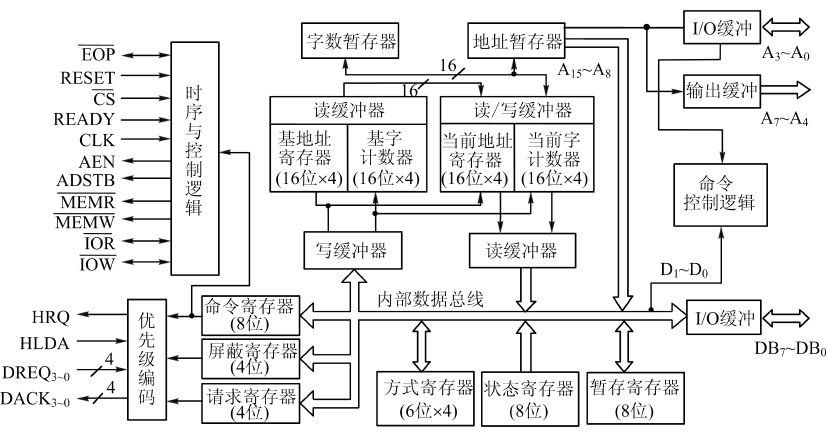 字数暂存器
地址暂存器
I/O缓冲
A₃~A₀
16
16
A₁₅~A₈
输出缓冲
A₇~A₄
E̅O̅P̅
RESET
C̅S̅
READY
CLK
AEN
ADSTB
M̅E̅M̅R̅
M̅E̅M̅W̅
I̅O̅R̅
I̅O̅W̅
时序与控制逻辑
读缓冲器
基地址
寄存器
(16位×4)
基字
计数器
(16位×4)
读/写缓冲器
当前地址
寄存器
(16位×4)
当前字
计数器
(16位×4)
命令
控制逻辑
写缓冲器
读缓冲器
D₁~D₀
内部数据总线
HRQ
HLDA
DREQ₃~₀
4
DACK₃~₀
4
优先级编码
命令寄存器
(8位)
屏蔽寄存器
(4位)
请求寄存器
(4位)
I/O缓冲
DB₇~DB₀
方式寄存器
(6位×4)
状态寄存器
(8位)
暂存寄存器
(8位)